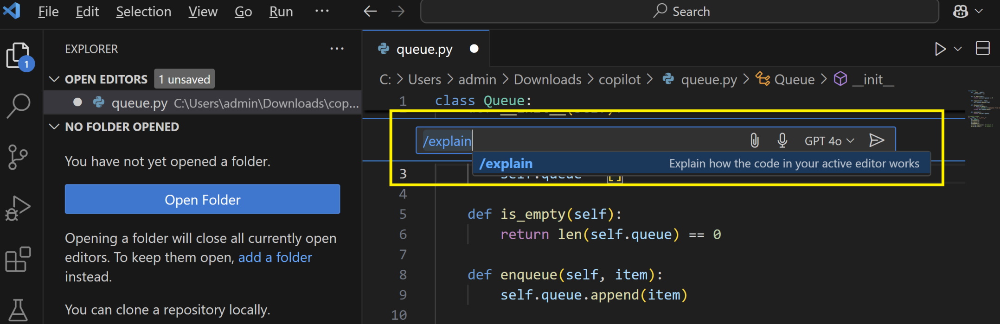 File Edit Selection View Go Run ··· Search
EXPLORER ···
OPEN EDITORS 1 unsaved
queue.py C:\Users\admin\Downloads\cop...
NO FOLDER OPENED
You have not yet opened a folder.
Open Folder
Opening a folder will close all currently open
editors. To keep them open, add a folder
instead.
You can clone a repository locally.
1
queue.py
C: > Users > admin > Downloads > copilot > queue.py > Queue > __init__
1 class Queue:
/explain GPT 4o
/explain Explain how the code in your active editor works
3 self.queue []
4
5 def is_empty(self):
6 return len(self.queue) == 0
7
8 def enqueue(self, item):
9 self.queue.append(item)
10